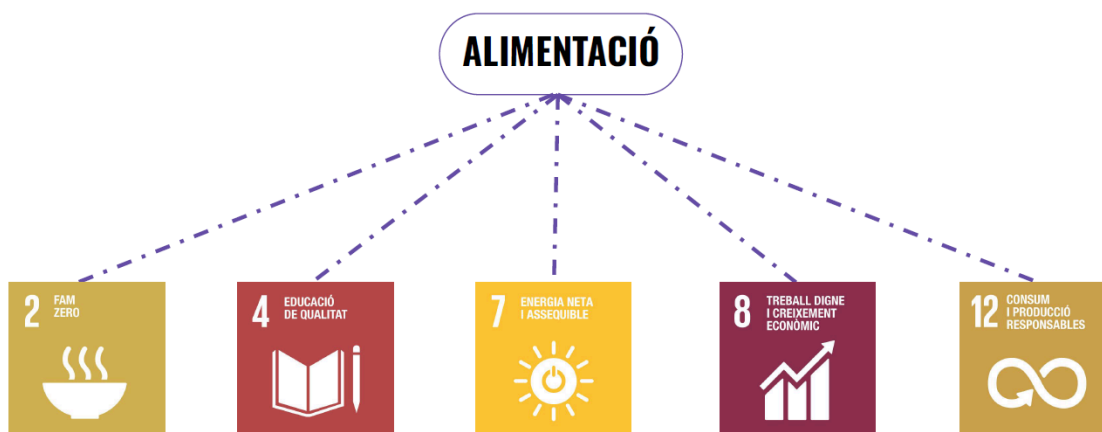 ALIMENTACIÓ
2
FAM
ZERO
4
EDUCACIÓ
DE QUALITAT
7
ENERGIA NETA
I ASSEQUIBLE
8
TREBALL DIGNE
I CREIXEMENT
ECONÒMIC
12
CONSUM
I PRODUCCIÓ
RESPONSABLES